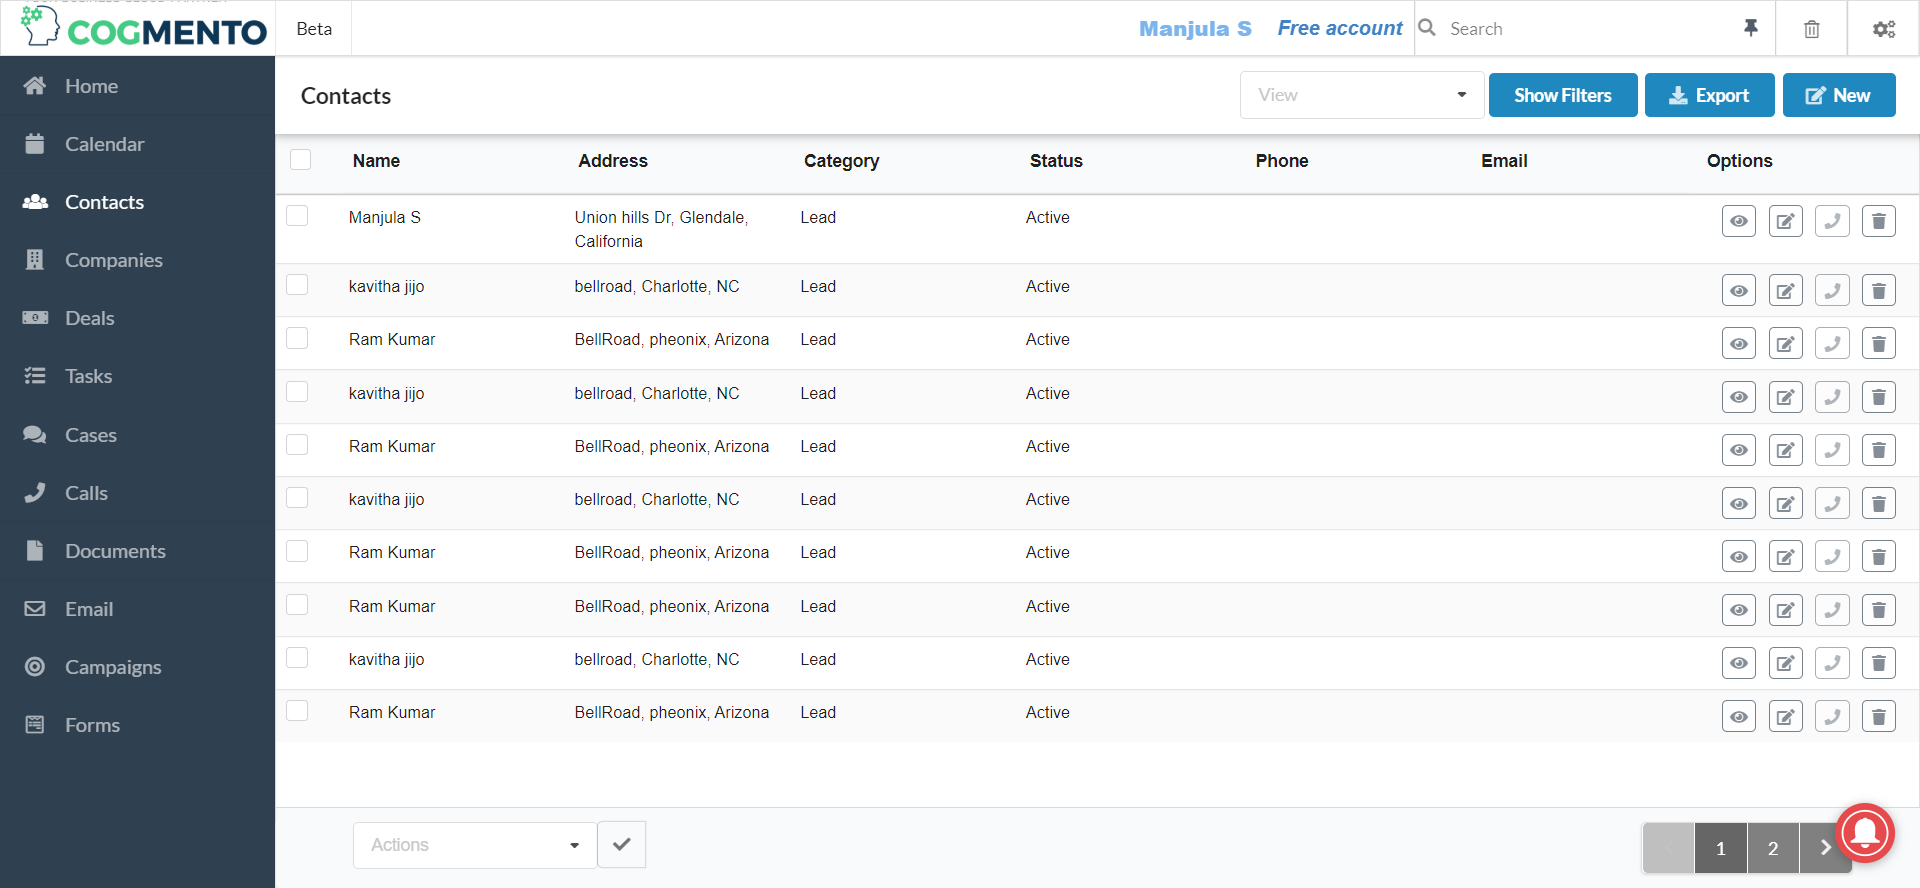 COGMENTO
Beta
Manjula S
Free account
Search
Home
Calendar
Contacts
Companies
Deals
Tasks
Cases
Calls
Documents
Email
Campaigns
Forms
Contacts
View
Show Filters
Export
New
Name Address Category Status Phone Email Options
Manjula S Union hills Dr, Glendale, Lead Active
California
kavitha jijo bellroad, Charlotte, NC Lead Active
Ram Kumar BellRoad, pheonix, Arizona Lead Active
kavitha jijo bellroad, Charlotte, NC Lead Active
Ram Kumar BellRoad, pheonix, Arizona Lead Active
kavitha jijo bellroad, Charlotte, NC Lead Active
Ram Kumar BellRoad, pheonix, Arizona Lead Active
Ram Kumar BellRoad, pheonix, Arizona Lead Active
kavitha jijo bellroad, Charlotte, NC Lead Active
Ram Kumar BellRoad, pheonix, Arizona Lead Active
Actions
1 2